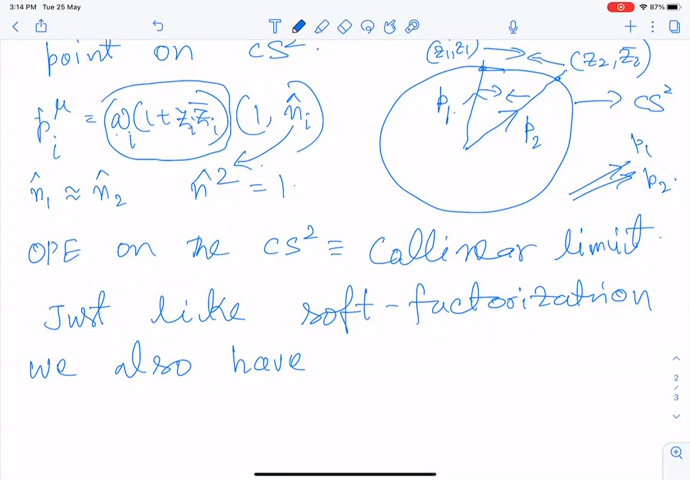 3:14 PM Tue 25 May
87%
point on CS².
(z₁, z̄₁) (z₂, z̄₂)
p_i^μ = ω_i (1 + z_i z̄_i) (1, n̂_i)
p₁ p₂ CS²
n̂₁ ≈ n̂₂ n̂² = 1.
p₁
p₂.
OPE on the CS² ≡ Collinear limit.
Just like soft-factorization
we also have
2
/
3